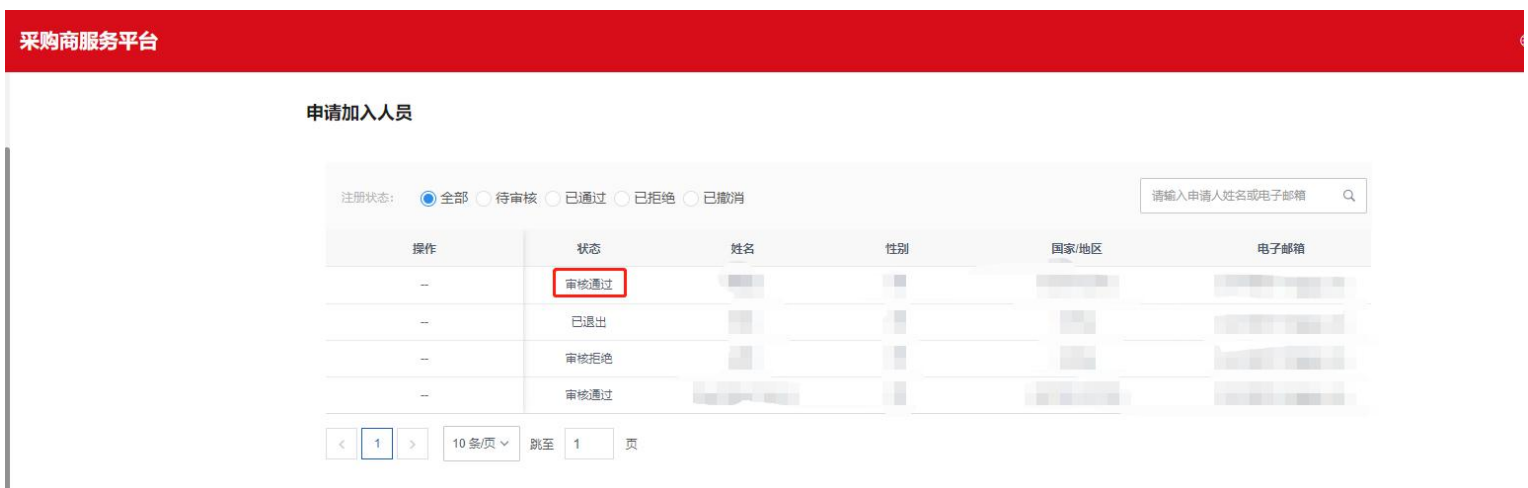 采购商服务平台
申请加入人员
注册状态: 全部 待审核 已通过 已拒绝 已撤消 请输入申请人姓名或电子邮箱
操作 状态 姓名 性别 国家/地区 电子邮箱
-- 审核通过
-- 已退出
-- 审核拒绝
-- 审核通过
< 1 > 10 条/页 跳至 1 页